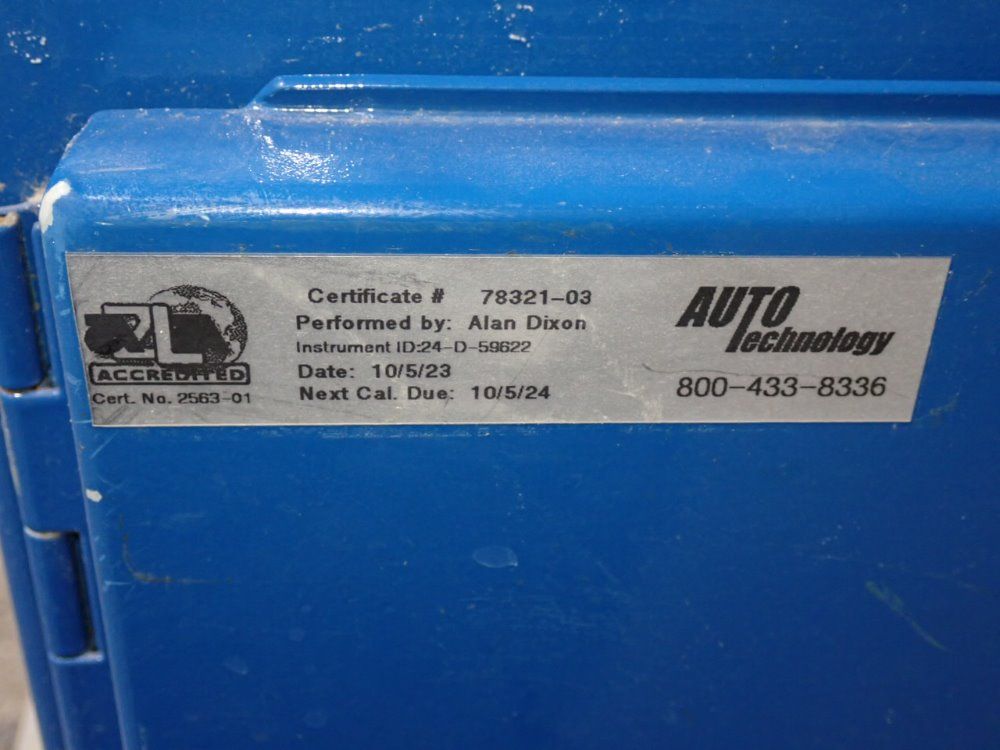 A2LA
ACCREDITED
Cert. No. 2563-01
Certificate # 78321-03
Performed by: Alan Dixon
Instrument ID:24-D-59622
Date: 10/5/23
Next Cal. Due: 10/5/24
AUTO
Technology
800-433-8336